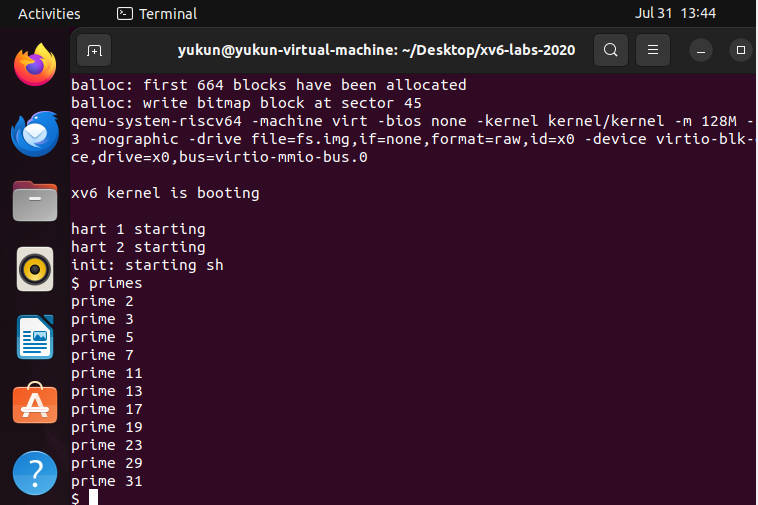 Activities
Terminal
Jul 31 13:44
yukun@yukun-virtual-machine: ~/Desktop/xv6-labs-2020
balloc: first 664 blocks have been allocated
balloc: write bitmap block at sector 45
qemu-system-riscv64 -machine virt -bios none -kernel kernel/kernel -m 128M -
3 -nographic -drive file=fs.img,if=none,format=raw,id=x0 -device virtio-blk-
ce,drive=x0,bus=virtio-mmio-bus.0
xv6 kernel is booting
hart 1 starting
hart 2 starting
init: starting sh
$ primes
prime 2
prime 3
prime 5
prime 7
prime 11
prime 13
prime 17
prime 19
prime 23
prime 29
prime 31
$